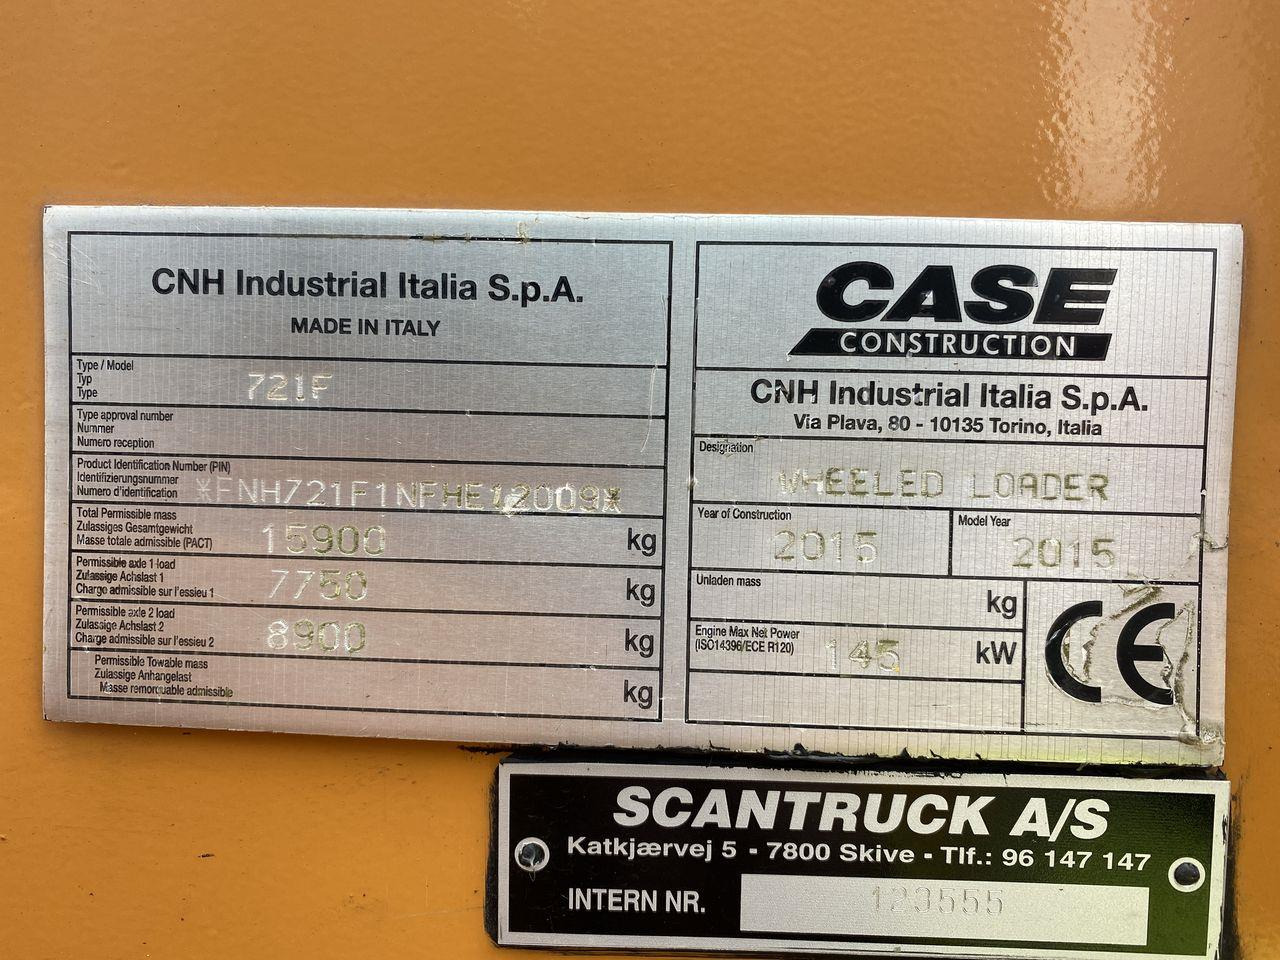 CNH Industrial Italia S.p.A.
MADE IN ITALY
Type / Model
Typ
Type
721F
Type approval number
Nummer
Numero reception
Product Identification Number (PIN)
Identifizierungsnummer
Numero d'identification
*FNH721F1NFHE12009*
Total Permissible mass
Zulassiges Gesamtgewicht
Masse totale admissible (PACT)
15900 kg
Permissible axle 1 load
Zulassige Achslast 1
Chargo admissible sur l'essieu 1
7750 kg
Permissible axle 2 load
Zulassige Achslast 2
Charge admissible sur l'essieu 2
8900 kg
Permissible Towable mass
Zulassige Anhangelast
Masse remorquable admissible
kg
CASE
CONSTRUCTION
CNH Industrial Italia S.p.A.
Via Plava, 80 - 10135 Torino, Italia
Designation
WHEELED LOADER
Year of Construction
2015
Model Year
2015
Unladen mass
kg
Engine Max Net Power
(ISO14396/ECE R120)
145 kW
CE
SCANTRUCK A/S
Katkjærvej 5 - 7800 Skive - Tlf.: 96 147 147
INTERN NR. 123555